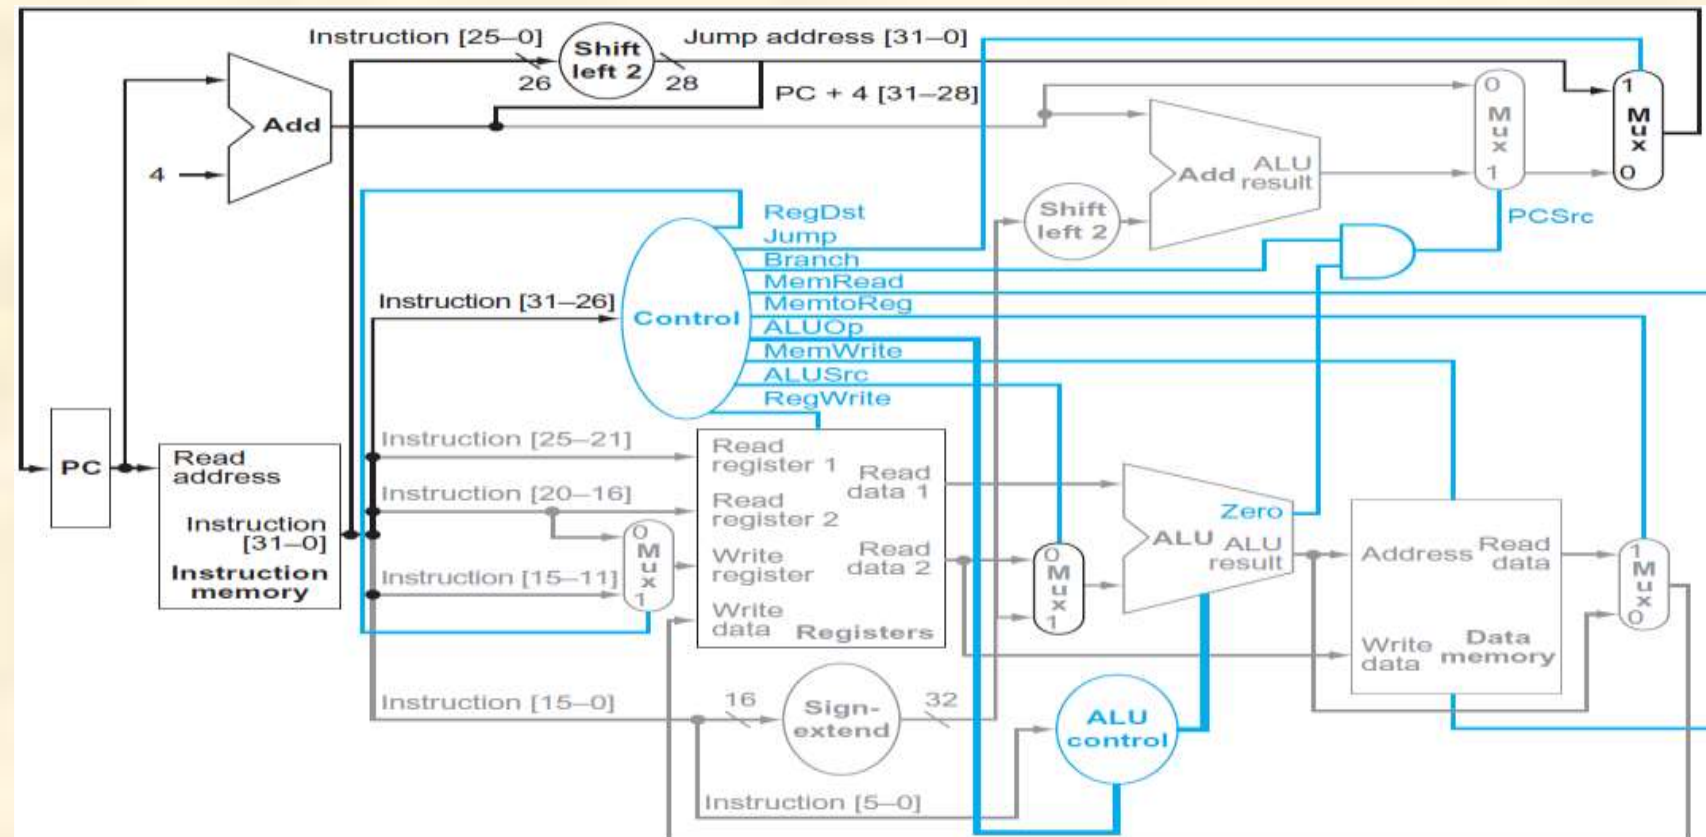 Instruction [25–0]
Shift
left 2
Jump address [31–0]
26
28
PC + 4 [31–28]
Add
4
0
M
u
x
1
1
M
u
x
0
Add
ALU
result
Shift
left 2
PCSrc
RegDst
Jump
Branch
MemRead
MemtoReg
ALUOp
MemWrite
ALUSrc
RegWrite
Instruction [31–26]
Control
PC
Read
address
Instruction
[31–0]
Instruction
memory
Instruction [25–21]
Instruction [20–16]
Instruction [15–11]
0
M
u
x
1
Read
register 1
Read
register 2
Write
register
Write
data
Read
data 1
Read
data 2
Registers
0
M
u
x
1
Zero
ALU
ALU
result
Address
Read
data
Write
data
Data
memory
1
M
u
x
0
Instruction [15–0]
16
Sign-
extend
32
ALU
control
Instruction [5–0]